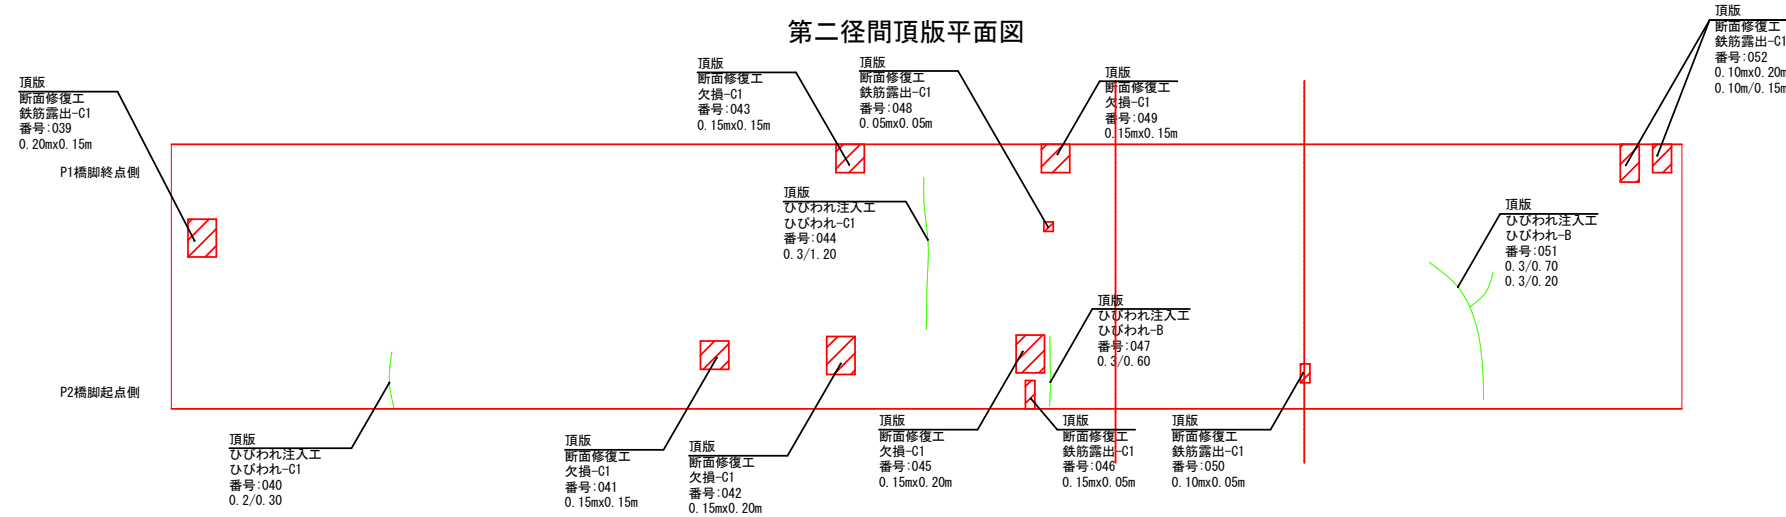 第二径間頂版平面図
頂版
断面修復工
鉄筋露出-C1
番号:039
0.20mx0.15m
頂版
断面修復工
欠損-C1
番号:043
0.15mx0.15m
頂版
断面修復工
鉄筋露出-C1
番号:048
0.05mx0.05m
頂版
断面修復工
欠損-C1
番号:049
0.15mx0.15m
頂版
断面修復工
鉄筋露出-C1
番号:052
0.10mx0.20m
0.10m/0.15m
P1橋脚終点側
頂版
ひびわれ注入工
ひびわれ-C1
番号:044
0.3/1.20
頂版
ひびわれ注入工
ひびわれ-B
番号:051
0.3/0.70
0.3/0.20
頂版
ひびわれ注入工
ひびわれ-B
番号:047
0.3/0.60
P2橋脚起点側
頂版
ひびわれ注入工
ひびわれ-C1
番号:040
0.2/0.30
頂版
断面修復工
欠損-C1
番号:041
0.15mx0.15m
頂版
断面修復工
欠損-C1
番号:042
0.15mx0.20m
頂版
断面修復工
欠損-C1
番号:045
0.15mx0.20m
頂版
断面修復工
鉄筋露出-C1
番号:046
0.15mx0.05m
頂版
断面修復工
鉄筋露出-C1
番号:050
0.10mx0.05m